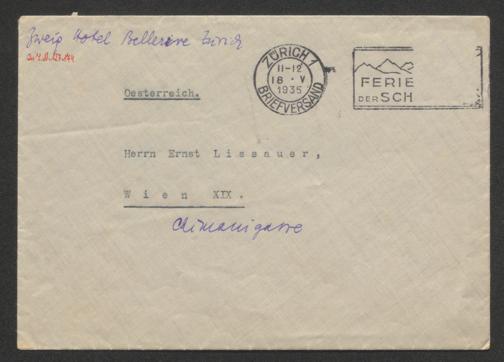 Zweig Hotel Bellerive Zürich
ZÜRICH 1
11-12
18 · V
1935
BRIEFVERSAND
FERIE
DER SCH
Oesterreich.
Herrn Ernst Lissauer,
Wien XIX.
Chimanigasse